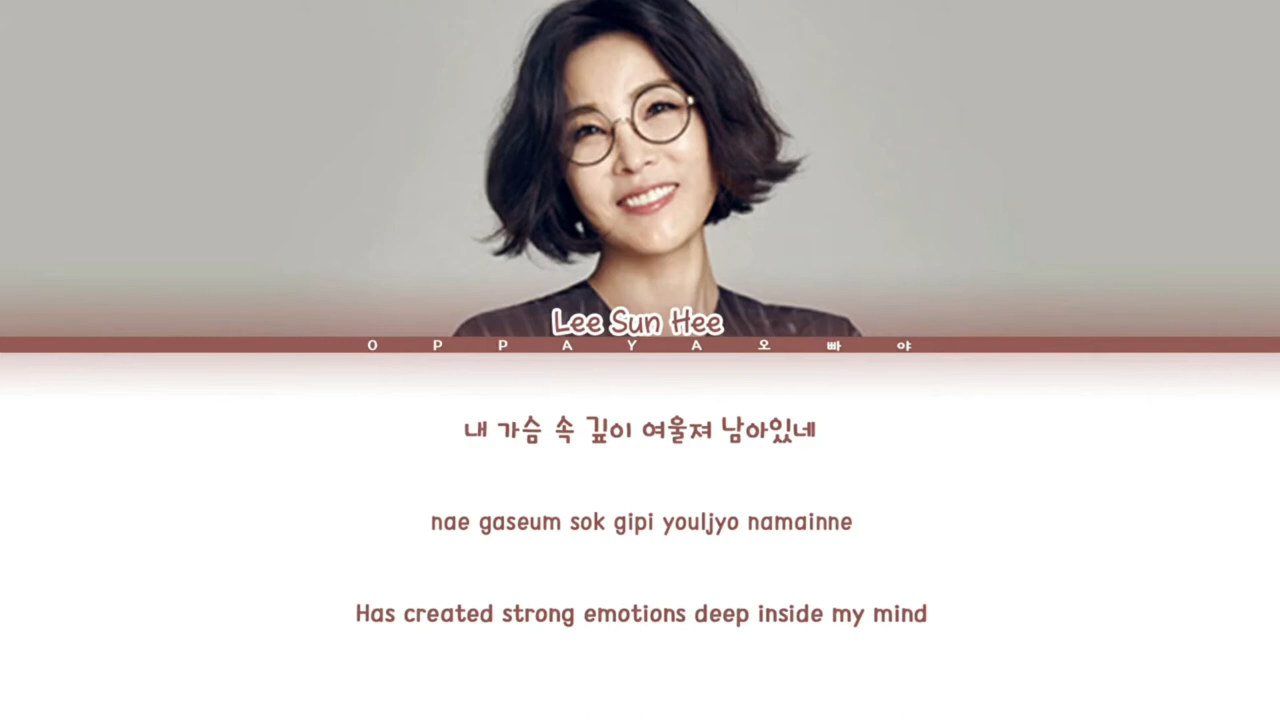 Lee Sun Hee
O P P A Y A 오 빠 야
내 가슴 속 깊이 여울져 남아있네
nae gaseum sok gipi youljyo namainne
Has created strong emotions deep inside my mind